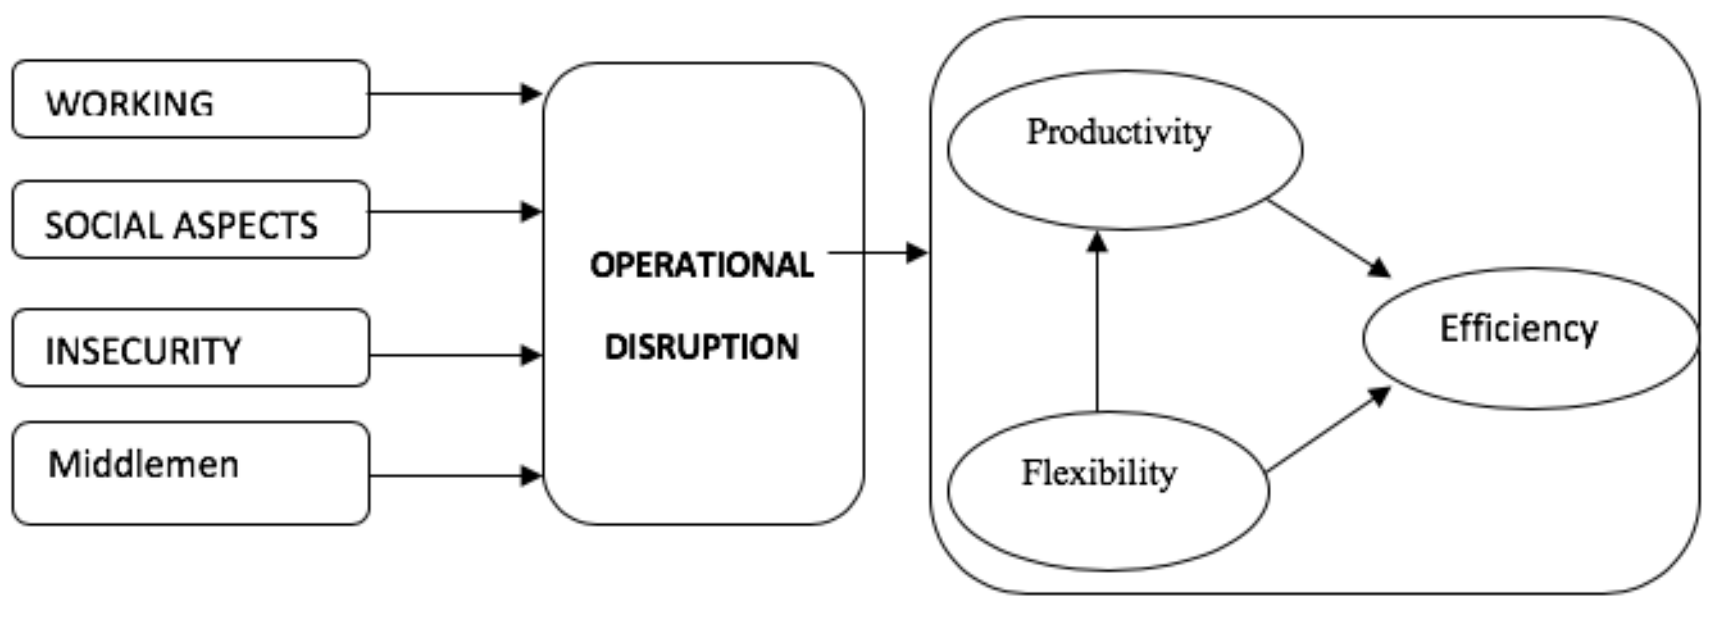 WORKING
SOCIAL ASPECTS
INSECURITY
Middlemen
OPERATIONAL
DISRUPTION
Productivity
Efficiency
Flexibility